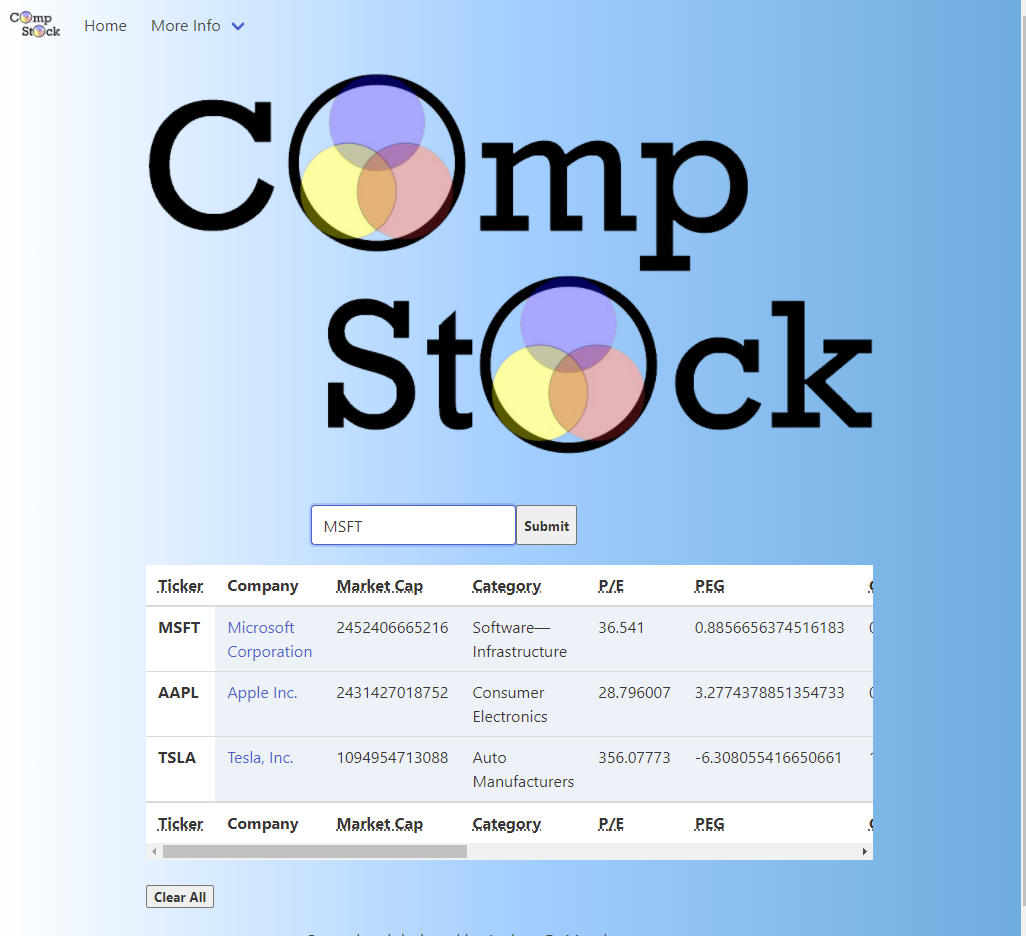 Comp Stock Home More Info
Comp
Stock
MSFT Submit
Ticker Company Market Cap Category P/E PEG
MSFT Microsoft Corporation 2452406665216 Software—Infrastructure 36.541 0.8856656374516183
AAPL Apple Inc. 2431427018752 Consumer Electronics 28.796007 3.2774378851354733
TSLA Tesla, Inc. 1094954713088 Auto Manufacturers 356.07773 -6.308055416650661
Ticker Company Market Cap Category P/E PEG
Clear All